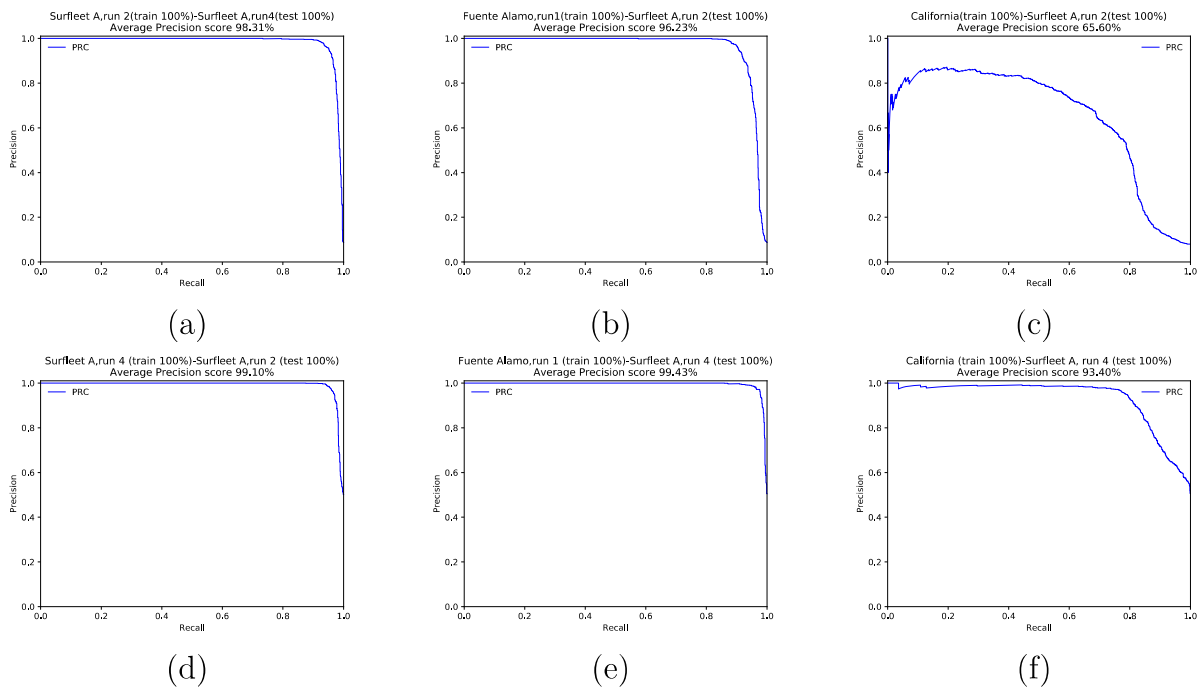 Surfleet A,run 2(train 100%)-Surfleet A,run4(test 100%)
Average Precision score 98.31%
1.0
0.8
0.6
0.4
0.2
0.0
Precision
PRC
0.0 0.2 0.4 0.6 0.8 1.0
Recall
(a)
Fuente Alamo,run1(train 100%)-Surfleet A,run 2(test 100%)
Average Precision score 96.23%
1.0
0.8
0.6
0.4
0.2
0.0
Precision
PRC
0.0 0.2 0.4 0.6 0.8 1.0
Recall
(b)
California(train 100%)-Surfleet A,run 2(test 100%)
Average Precision score 65.60%
1.0
0.8
0.6
0.4
0.2
0.0
Precision
PRC
0.0 0.2 0.4 0.6 0.8 1.0
Recall
(c)
Surfleet A,run 4 (train 100%)-Surfleet A,run 2 (test 100%)
Average Precision score 99.10%
1.0
0.8
0.6
0.4
0.2
0.0
Precision
PRC
0.0 0.2 0.4 0.6 0.8 1.0
Recall
(d)
Fuente Alamo,run 1 (train 100%)-Surfleet A,run 4 (test 100%)
Average Precision score 99.43%
1.0
0.8
0.6
0.4
0.2
0.0
Precision
PRC
0.0 0.2 0.4 0.6 0.8 1.0
Recall
(e)
California (train 100%)-Surfleet A, run 4 (test 100%)
Average Precision score 93.40%
1.0
0.8
0.6
0.4
0.2
0.0
Precision
PRC
0.0 0.2 0.4 0.6 0.8 1.0
Recall
(f)